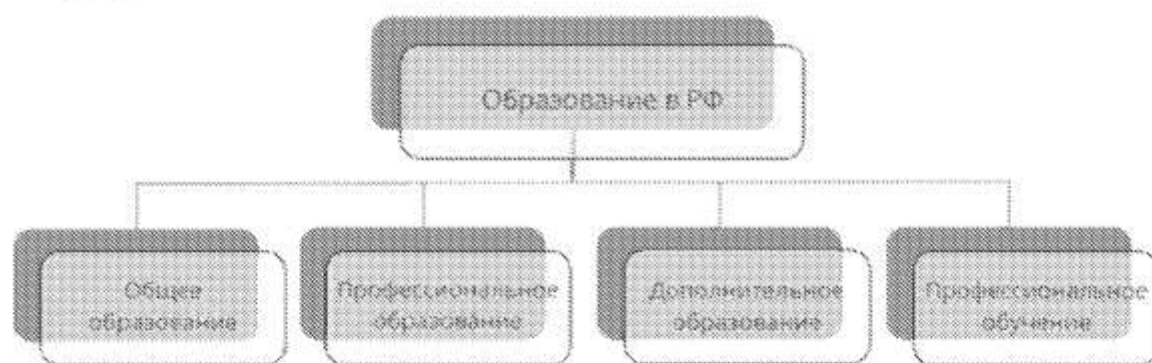 Образование в РФ
Общее
образование
Профессиональное
образование
Дополнительное
образование
Профессиональное
обучение